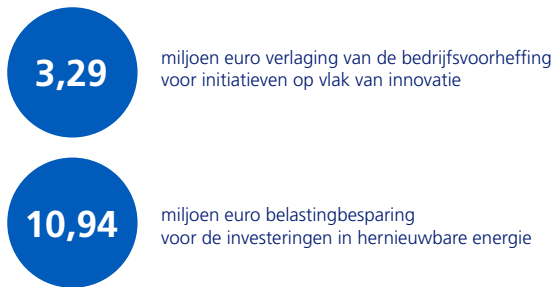 3,29
miljoen euro verlaging van de bedrijfsvoorheffing
voor initiatieven op vlak van innovatie
10,94
miljoen euro belastingbesparing
voor de investeringen in hernieuwbare energie